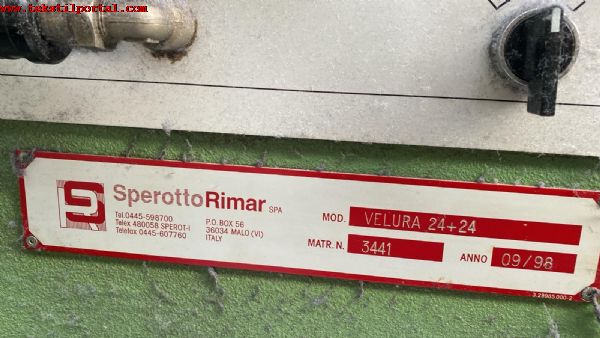 www.tekstilportal.com
SperottoRimar SPA
Tel.0445-598700
Telex 480058 SPEROT-I
Telefax 0445-607760
P.O.BOX 56
36034 MALO (VI)
ITALY
MOD. VELURA 24+24
MATR. N. 3441
ANNO 09/98